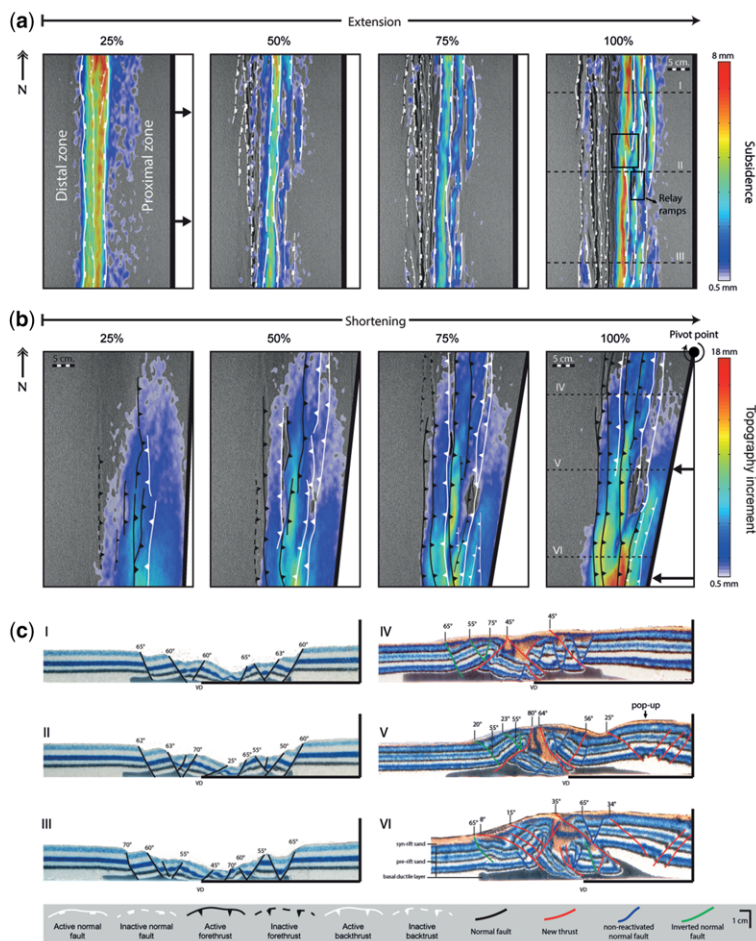 (a)
Extension
25%
50%
75%
100%
N
Distal zone
Proximal zone
5 cm.
I
II
III
Relay
ramps
8 mm
Subsidence
0.5 mm
(b)
Shortening
25%
50%
75%
100%
Pivot point
N
5 cm.
5 cm.
IV
V
VI
18 mm
Topography increment
0.5 mm
(c)
I
65° 60° 60° 45° 63° 60°
VD
II
62° 63° 70° 25° 65° 55° 50° 60°
VD
III
70° 60° 55° 45° 70° 60° 55° 65°
VD
IV
65° 55° 75° 45° 45°
VD
V
20° 55° 23° 55° 80° 64° 56° 25° pop-up
VD
VI
65° 8° 15° 35° 65° 34°
syn-rift sand
pre-rift sand
basal ductile layer
VD
Active normal
fault
Inactive normal
fault
Active
forethrust
Inactive
forethrust
Active
backthrust
Inactive
backtrust
Normal fault
New thrust
non-reactivated
normal fault
Inverted normal
fault
1 cm